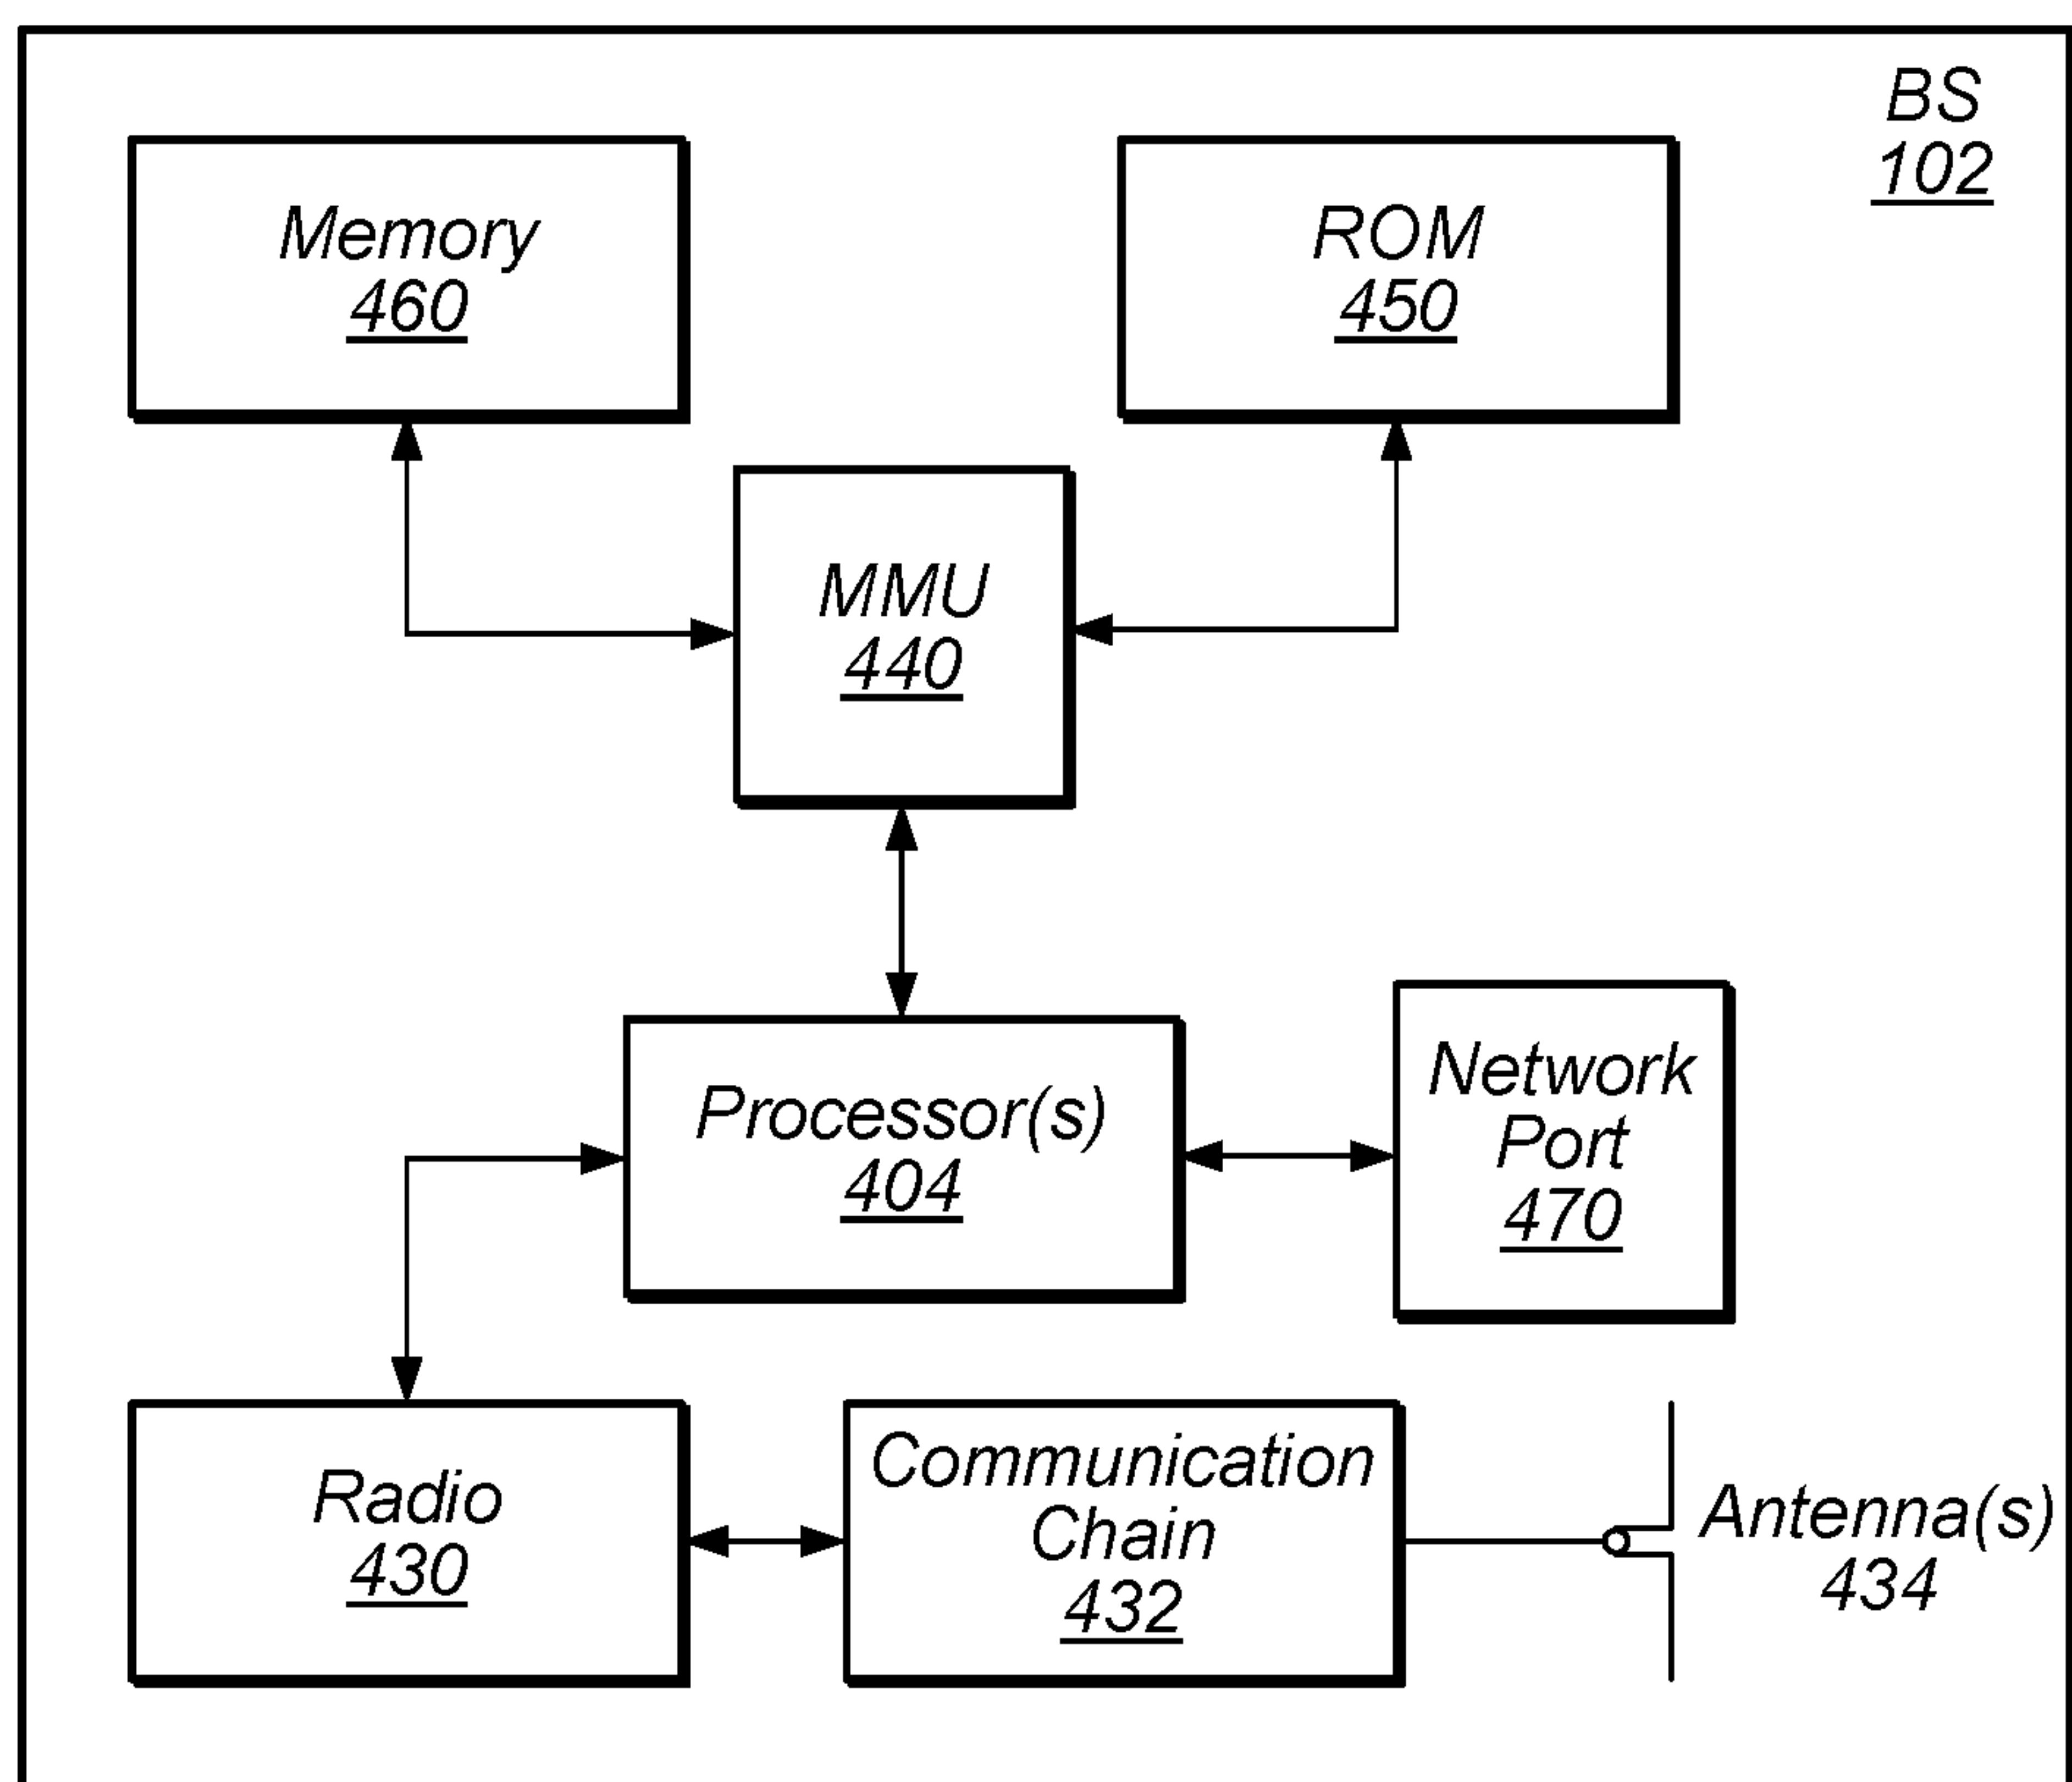 BS
102
Memory
460
ROM
450
MMU
440
Processor(s)
404
Network
Port
470
Radio
430
Communication
Chain
432
Antenna(s)
434